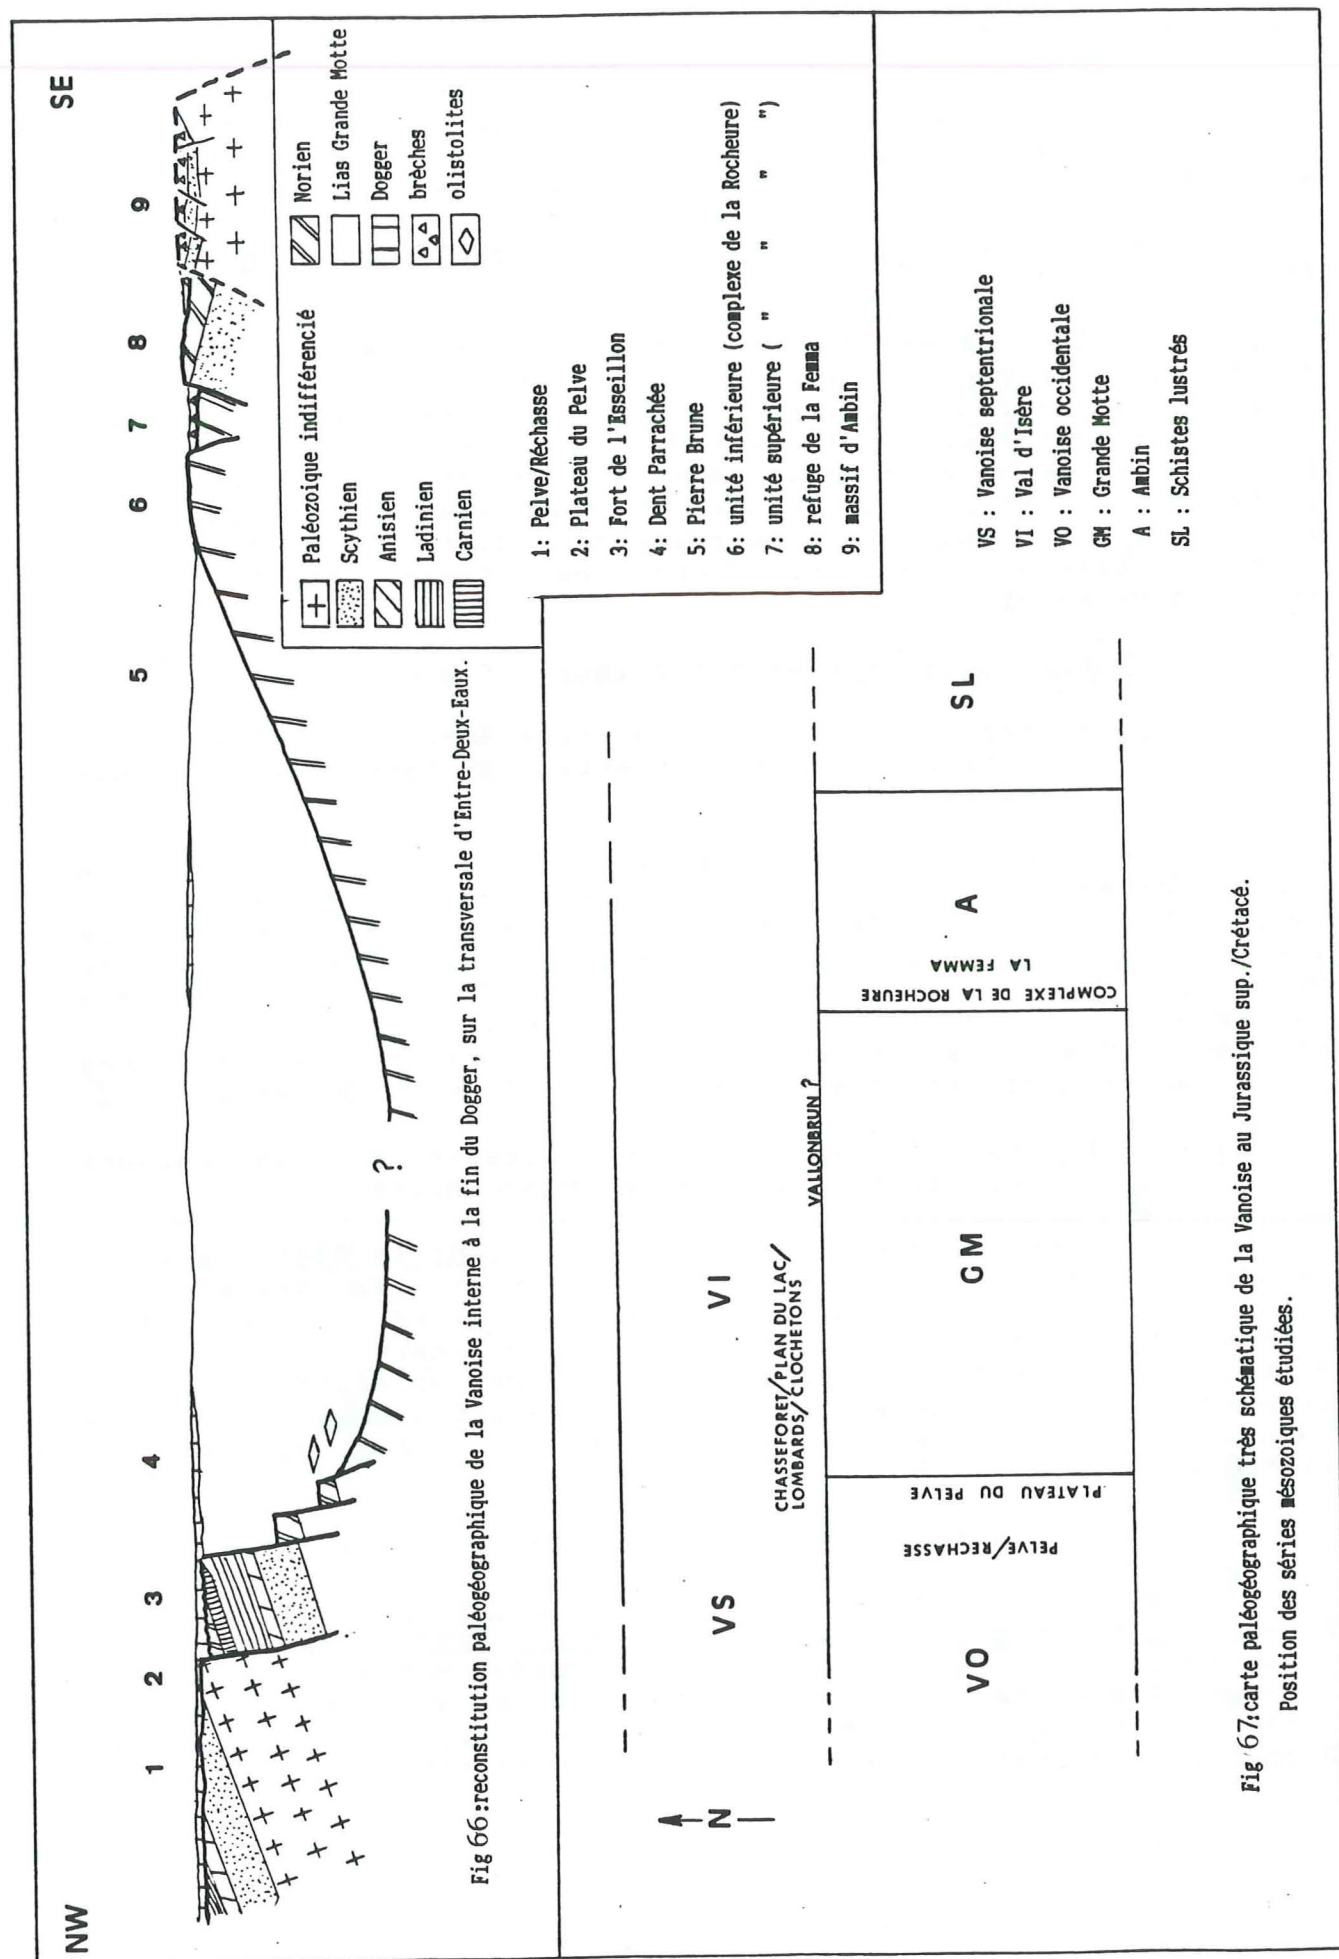 NW
SE
1 2 3 4 5 6 7 8 9
?
Paléozoique indifférencié
Scythien
Anisien
Ladinien
Carnien
Norien
Lias Grande Motte
Dogger
brèches
olistolites
1: Pelve/Réchasse
2: Plateau du Pelve
3: Fort de l'Esseillon
4: Dent Parrachée
5: Pierre Brune
6: unité inférieure (complexe de la Rocheure)
7: unité supérieure ( " " " ")
8: refuge de la Femma
9: massif d'Ambin
Fig 66:reconstitution paléogéographique de la Vanoise interne à la fin du Dogger, sur la transversale d'Entre-Deux-Eaux.
N
VS
VI
CHASSEFORET/PLAN DU LAC/
LOMBARDS/CLOCHETONS
VALLONBRUN ?
VO
PELVE/RECHASSE
PLATEAU DU PELVE
GM
COMPLEXE DE LA ROCHEURE
LA FEMMA
A
SL
VS : Vanoise septentrionale
VI : Val d'Isère
VO : Vanoise occidentale
GM : Grande Motte
A : Ambin
SL : Schistes lustrés
Fig 67:carte paléogéographique très schématique de la Vanoise au Jurassique sup./Crétacé.
Position des séries mésozoiques étudiées.